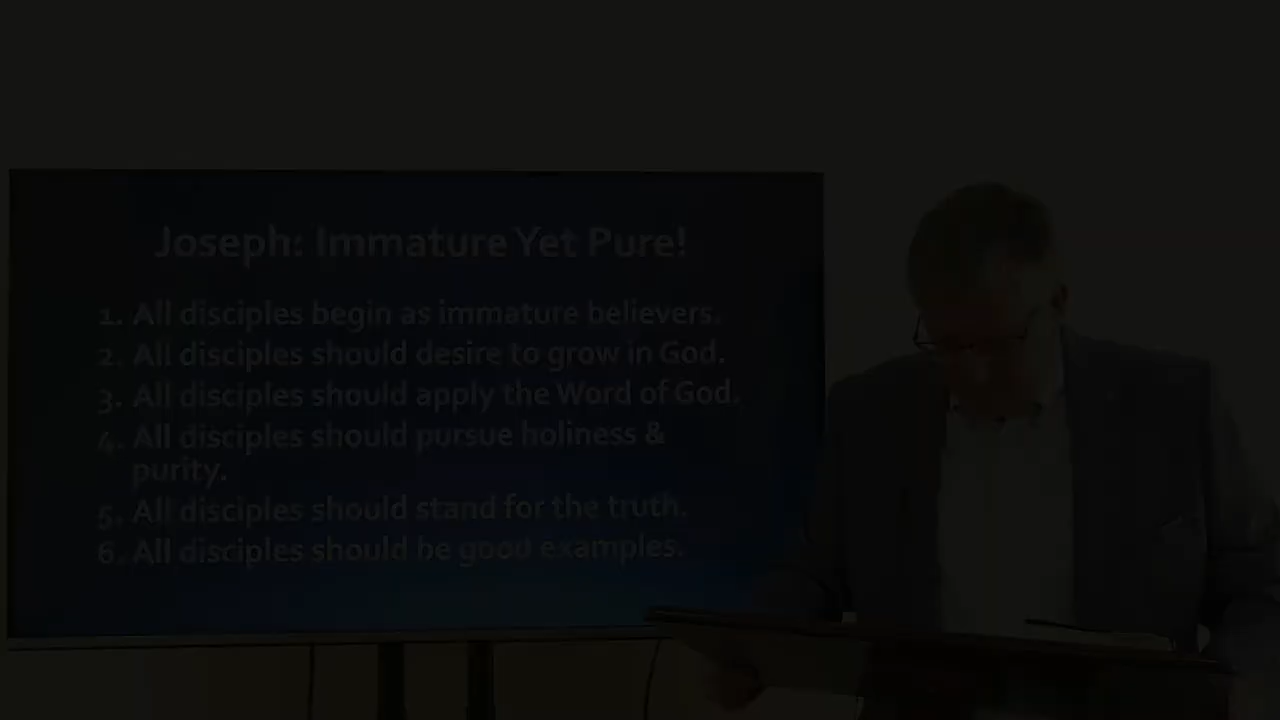 Joseph: Immature Yet Pure!
1. All disciples begin as immature believers.
2. All disciples should desire to grow in God.
3. All disciples should apply the Word of God.
4. All disciples should pursue holiness &
purity.
5. All disciples should stand for the truth.
6. All disciples should be good examples.